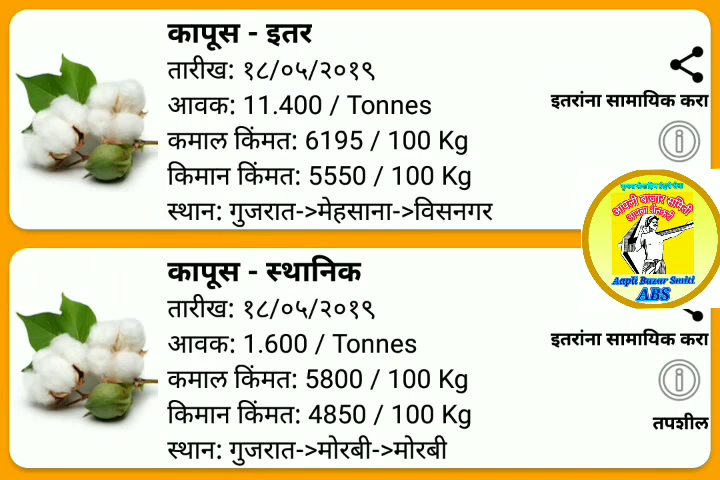 कापूस - इतर
तारीख: १८/०५/२०१९
आवक: 11.400 / Tonnes
कमाल किंमत: 6195 / 100 Kg
किमान किंमत: 5550 / 100 Kg
स्थान: गुजरात->मेहसाना->विसनगर
इतरांना सामायिक करा
आपली बाजार समिती
Aapli Bazar Smiti
ABS
कापूस - स्थानिक
तारीख: १८/०५/२०१९
आवक: 1.600 / Tonnes
कमाल किंमत: 5800 / 100 Kg
किमान किंमत: 4850 / 100 Kg
स्थान: गुजरात->मोरबी->मोरबी
इतरांना सामायिक करा
तपशील